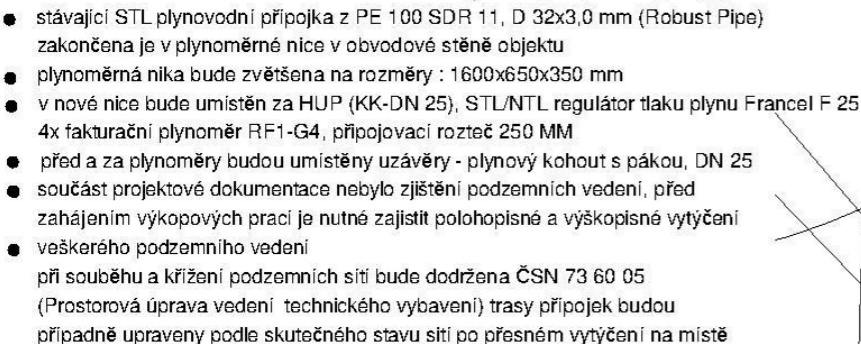 stávající STL plynovodní přípojka z PE 100 SDR 11, D 32x3,0 mm (Robust Pipe)
zakončena je v plynoměrné nice v obvodové stěně objektu
plynoměrná nika bude zvětšena na rozměry : 1600x650x350 mm
v nové nice bude umístěn za HUP (KK-DN 25), STL/NTL regulátor tlaku plynu Francel F 25
4x fakturační plynoměr RF1-G4, připojovací rozteč 250 MM
před a za plynoměry budou umístěny uzávěry - plynový kohout s pákou, DN 25
součást projektové dokumentace nebylo zjištění podzemních vedení, před
zahájením výkopových prací je nutné zajistit polohopisné a výškopisné vytýčení
veškerého podzemního vedení
při souběhu a křížení podzemních sítí bude dodržena ČSN 73 60 05
(Prostorová úprava vedení technického vybavení) trasy přípojek budou
případně upraveny podle skutečného stavu sití po přesném vytýčení na místě